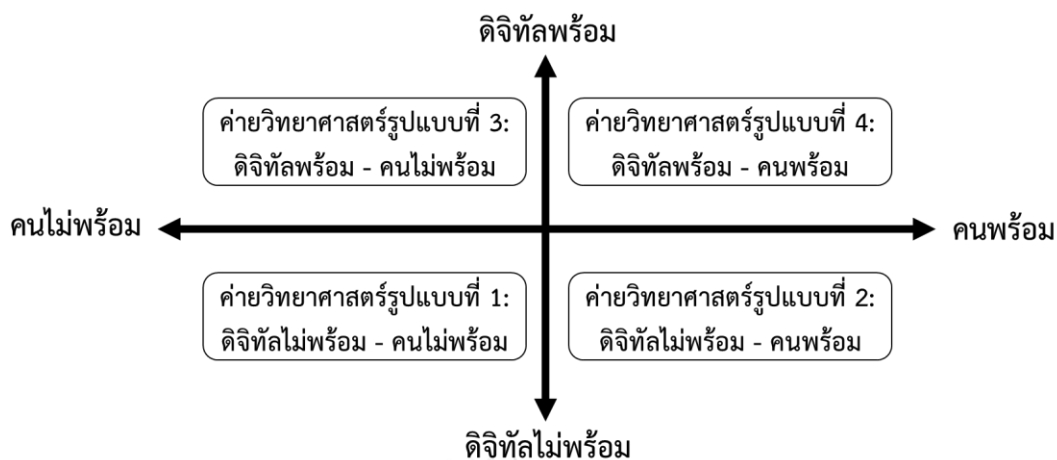 ดิจิทัลพร้อม
ค่ายวิทยาศาสตร์รูปแบบที่ 3:
ดิจิทัลพร้อม - คนไม่พร้อม
ค่ายวิทยาศาสตร์รูปแบบที่ 4:
ดิจิทัลพร้อม - คนพร้อม
คนไม่พร้อม
คนพร้อม
ค่ายวิทยาศาสตร์รูปแบบที่ 1:
ดิจิทัลไม่พร้อม - คนไม่พร้อม
ค่ายวิทยาศาสตร์รูปแบบที่ 2:
ดิจิทัลไม่พร้อม - คนพร้อม
ดิจิทัลไม่พร้อม